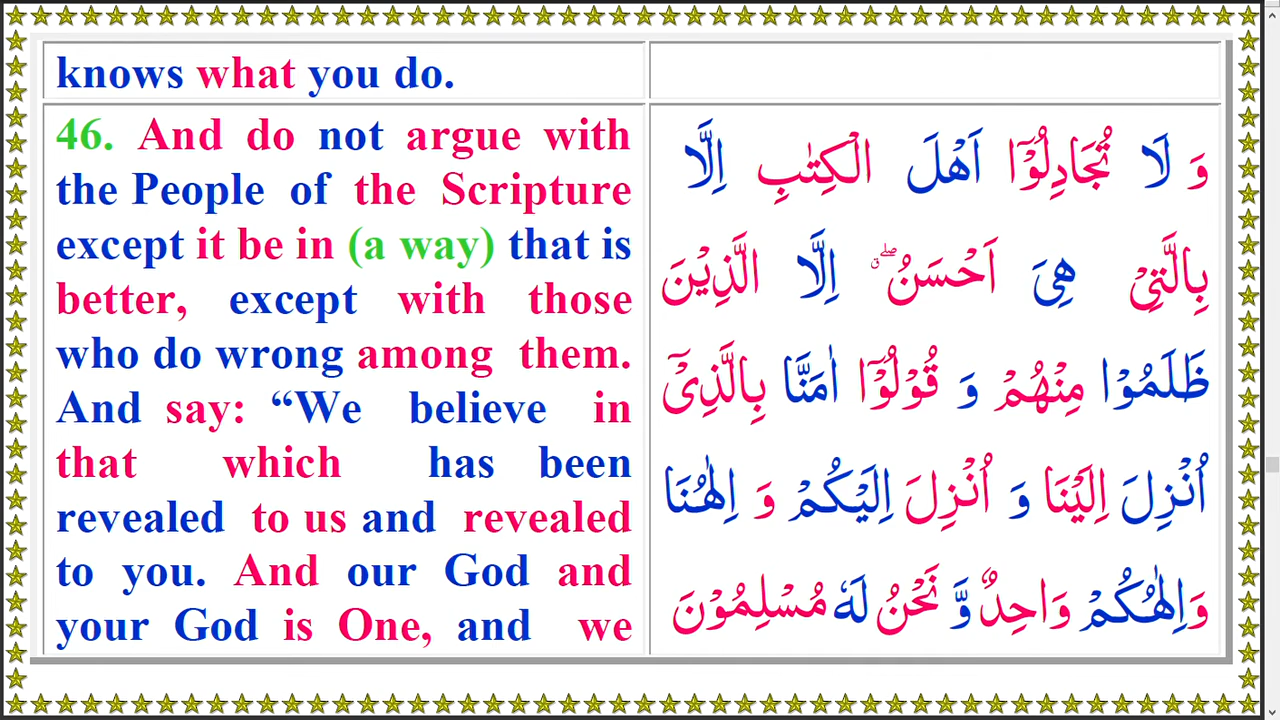 knows what you do.
46. And do not argue with
the People of the Scripture
except it be in (a way) that is
better, except with those
who do wrong among them.
And say: “We believe in
that which has been
revealed to us and revealed
to you. And our God and
your God is One, and we
وَ لَا تُجَادِلُوْۤا اَهْلَ الْكِتٰبِ اِلَّا
بِالَّتِیْ هِیَ اَحْسَنُ ۖۗ اِلَّا الَّذِیْنَ
ظَلَمُوْا مِنْهُمْ وَ قُوْلُوْۤا اٰمَنَّا بِالَّذِیْۤ
اُنْزِلَ اِلَیْنَا وَ اُنْزِلَ اِلَیْكُمْ وَ اِلٰهُنَا
وَاِلٰهُكُمْ وَاحِدٌ وَّ نَحْنُ لَهٗ مُسْلِمُوْنَ